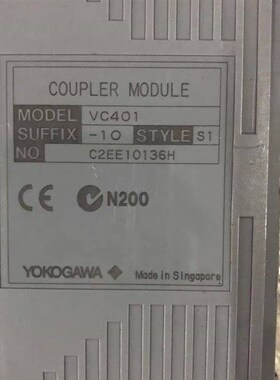 COUPLER MODULE
MODEL VC401
SUFFIX -10 STYLE S1
NO C2EE10136H
CE N200
YOKOGAWA Made in Singapore